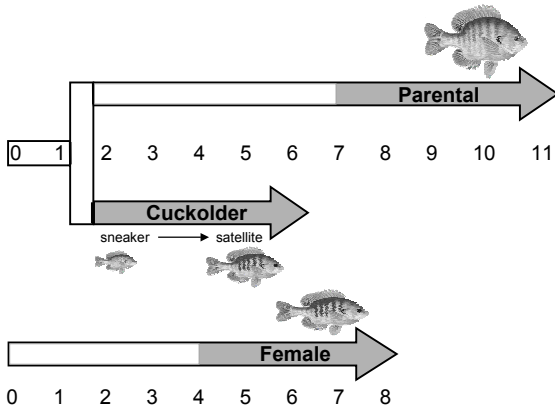 Parental
0 1 2 3 4 5 6 7 8 9 10 11
Cuckolder
sneaker satellite
Female
0 1 2 3 4 5 6 7 8